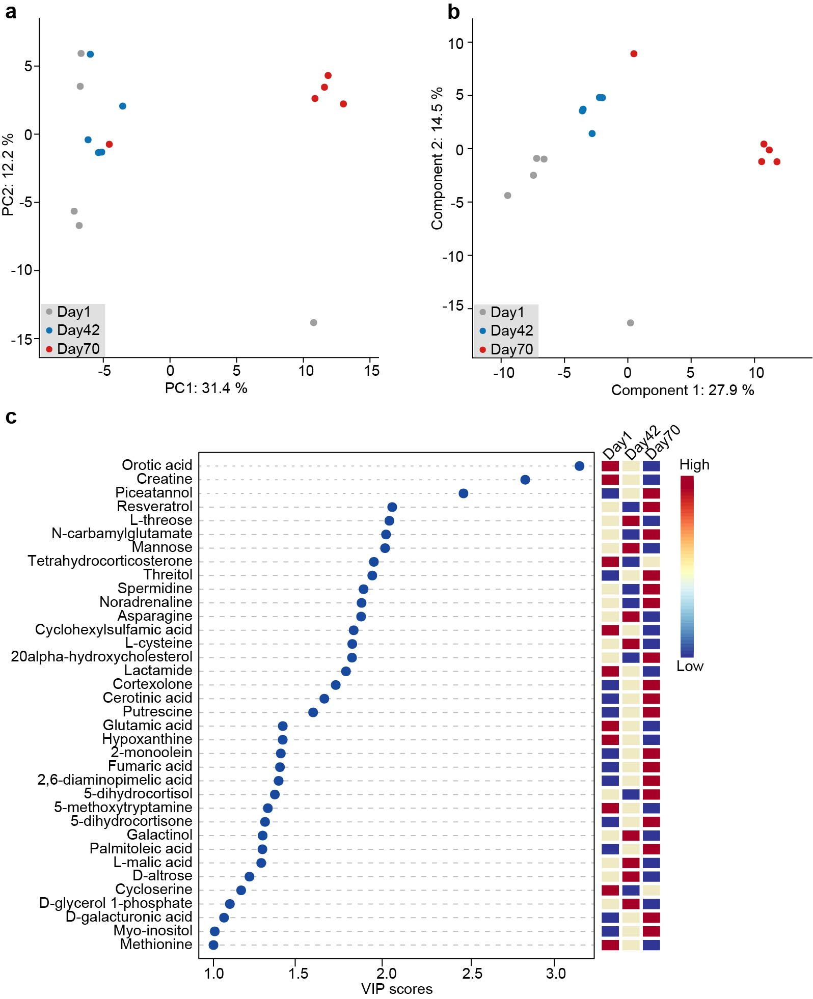 a
5
0
-5
-10
-15
PC2: 12.2 %
Day1
Day42
Day70
-5
0
5
10
15
PC1: 31.4 %
b
10
5
0
-5
-10
-15
Component 2: 14.5 %
Day1
Day42
Day70
-10
-5
0
5
10
Component 1: 27.9 %
c
Day1
Day42
Day70
Orotic acid
Creatine
Piceatannol
Resveratrol
L-threose
N-carbamylglutamate
Mannose
Tetrahydrocorticosterone
Threitol
Spermidine
Noradrenaline
Asparagine
Cyclohexylsulfamic acid
L-cysteine
20alpha-hydroxycholesterol
Lactamide
Cortexolone
Cerotinic acid
Putrescine
Glutamic acid
Hypoxanthine
2-monoolein
Fumaric acid
2,6-diaminopimelic acid
5-dihydrocortisol
5-methoxytryptamine
5-dihydrocortisone
Galactinol
Palmitoleic acid
L-malic acid
D-altrose
Cycloserine
D-glycerol 1-phosphate
D-galacturonic acid
Myo-inositol
Methionine
High
Low
1.0
1.5
2.0
2.5
3.0
VIP scores